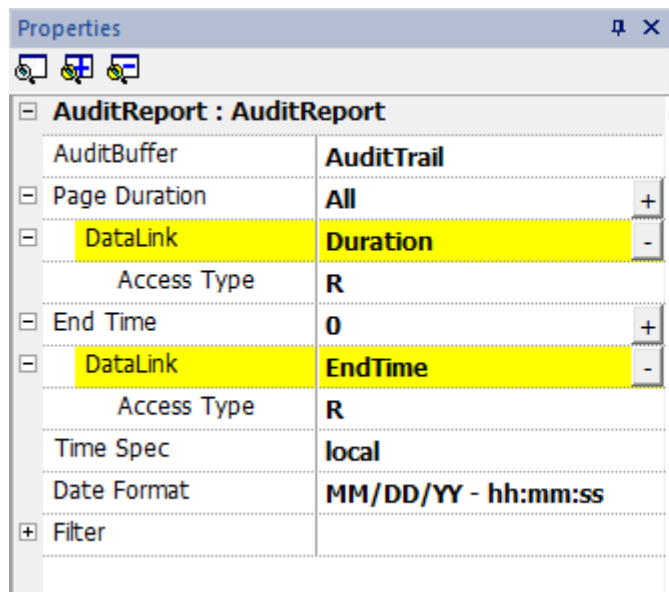 Properties
AuditReport : AuditReport
AuditBuffer AuditTrail
Page Duration All +
DataLink Duration -
Access Type R
End Time 0 +
DataLink EndTime -
Access Type R
Time Spec local
Date Format MM/DD/YY - hh:mm:ss
Filter